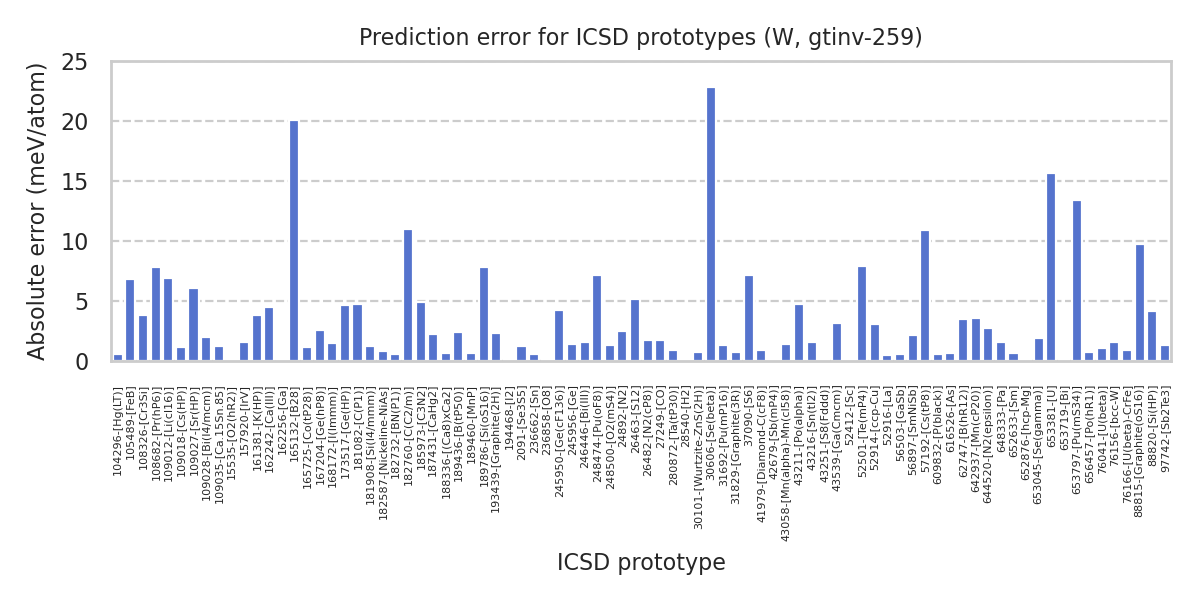 Prediction error for ICSD prototypes (W, gtinv-259)
Absolute error (meV/atom)
25
20
15
10
5
0
104296-[Hg(LT)]
105489-[FeB]
108326-[Cr3Si]
108682-[Pr(hP6)]
109012-[Li(cI16)]
109018-[Cs(HP)]
109027-[Sr(HP)]
109028-[Bi(I4/mcm)]
109035-[Ca.15Sn.85]
15535-[O2(hR2)]
157920-[IrV]
161381-[K(HP)]
162242-[Ca(III)]
162256-[Ga]
165132-[B28]
165725-[Co(tP28)]
167204-[Ge(hP8)]
168172-[I(Immm)]
173517-[Ge(HP)]
181082-[C(P1)]
181908-[Si(I4/mmm)]
182587-[Nickeline-NiAs]
182732-[BN(P1)]
182760-[C(C2/m)]
185973-[C3N2]
187431-[CaHg2]
188336-[(Ca8)xCa2]
189436-[B(tP50)]
189460-[MnP]
189786-[Si(oS16)]
193439-[Graphite(2H)]
194468-[I2]
2091-[Se3S5]
236662-[Sn]
236858-[O8]
245950-[Ge(cF136)]
245956-[Ge]
246446-[Bi(III)]
248474-[Pu(oF8)]
248500-[O2(mS4)]
24892-[N2]
26463-[S12]
26482-[N2(cP8)]
27249-[CO]
280872-[Ta(tP30)]
28540-[H2]
30101-[Wurtzite-ZnS(2H)]
30606-[Se(beta)]
31692-[Pu(mP16)]
31829-[Graphite(3R)]
37090-[S6]
41979-[Diamond-C(cF8)]
42679-[Sb(mP4)]
43058-[Mn(alpha)-Mn(cI58)]
43211-[Po(alpha)]
43216-[Sn(tI2)]
43251-[S8(Fddd)]
43539-[Ga(Cmcm)]
52412-[Sc]
52501-[Te(mP4)]
52914-[ccp-Cu]
52916-[La]
56503-[GaSb]
56897-[SmNiSb]
57192-[Cs(tP8)]
609832-[P(black)]
616526-[As]
62747-[B(hR12)]
642937-[Mn(cP20)]
644520-[N2(epsilon)]
648333-[Pa]
652633-[Sm]
652876-[hcp-Mg]
653045-[Se(gamma)]
653381-[U]
653719-[I]
653797-[Pu(mS34)]
65657-[Po(hR1)]
76041-[U(beta)]
76156-[bcc-W]
76166-[U(beta)-CrFe]
88815-[Graphite(oS16)]
88820-[Si(HP)]
97742-[Sb2Te3]
ICSD prototype